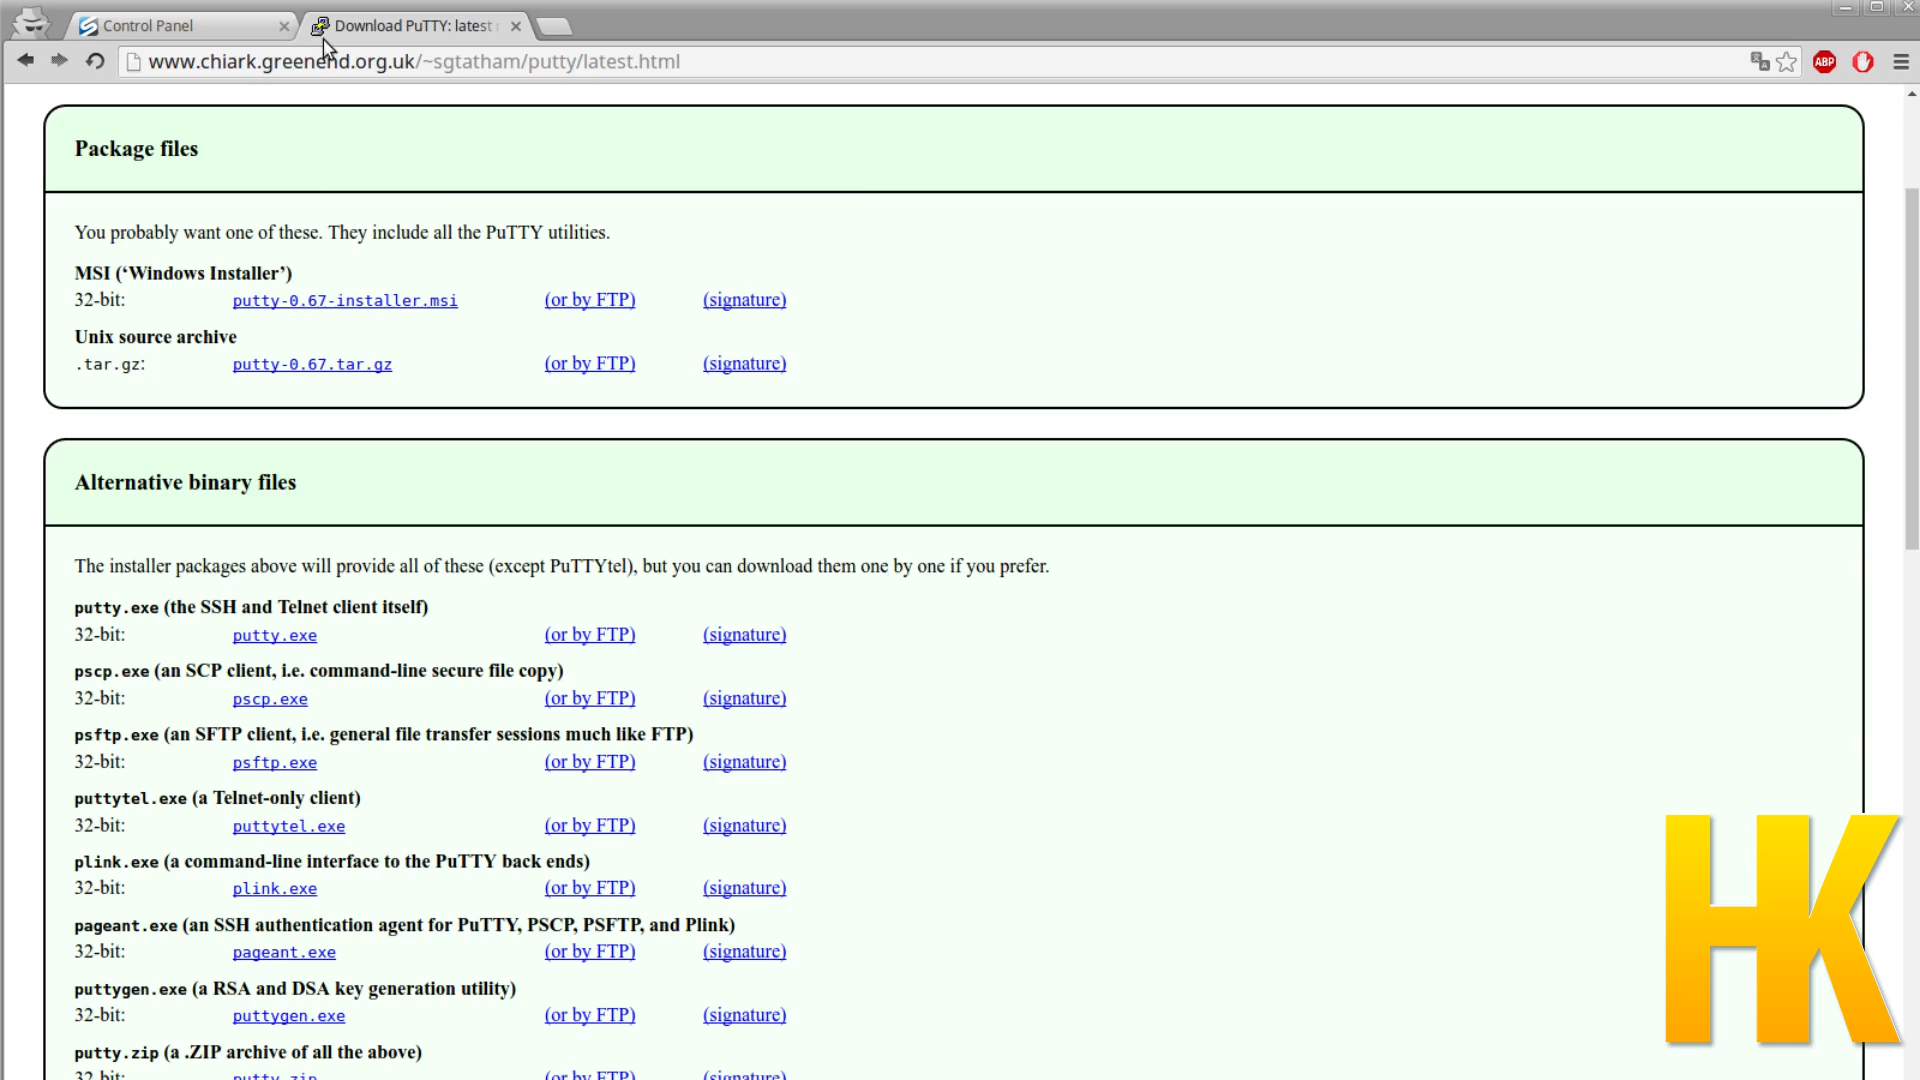 Control Panel
Download PuTTY: latest
www.chiark.greenend.org.uk/~sgtatham/putty/latest.html
ABP
Package files
You probably want one of these. They include all the PuTTY utilities.
MSI (‘Windows Installer’)
32-bit: putty-0.67-installer.msi (or by FTP) (signature)
Unix source archive
.tar.gz: putty-0.67.tar.gz (or by FTP) (signature)
Alternative binary files
The installer packages above will provide all of these (except PuTTYtel), but you can download them one by one if you prefer.
putty.exe (the SSH and Telnet client itself)
32-bit: putty.exe (or by FTP) (signature)
pscp.exe (an SCP client, i.e. command-line secure file copy)
32-bit: pscp.exe (or by FTP) (signature)
psftp.exe (an SFTP client, i.e. general file transfer sessions much like FTP)
32-bit: psftp.exe (or by FTP) (signature)
puttytel.exe (a Telnet-only client)
32-bit: puttytel.exe (or by FTP) (signature)
plink.exe (a command-line interface to the PuTTY back ends)
32-bit: plink.exe (or by FTP) (signature)
pageant.exe (an SSH authentication agent for PuTTY, PSCP, PSFTP, and Plink)
32-bit: pageant.exe (or by FTP) (signature)
puttygen.exe (a RSA and DSA key generation utility)
32-bit: puttygen.exe (or by FTP) (signature)
putty.zip (a .ZIP archive of all the above)
32-bit: putty.zip (or by FTP) (signature)
HK